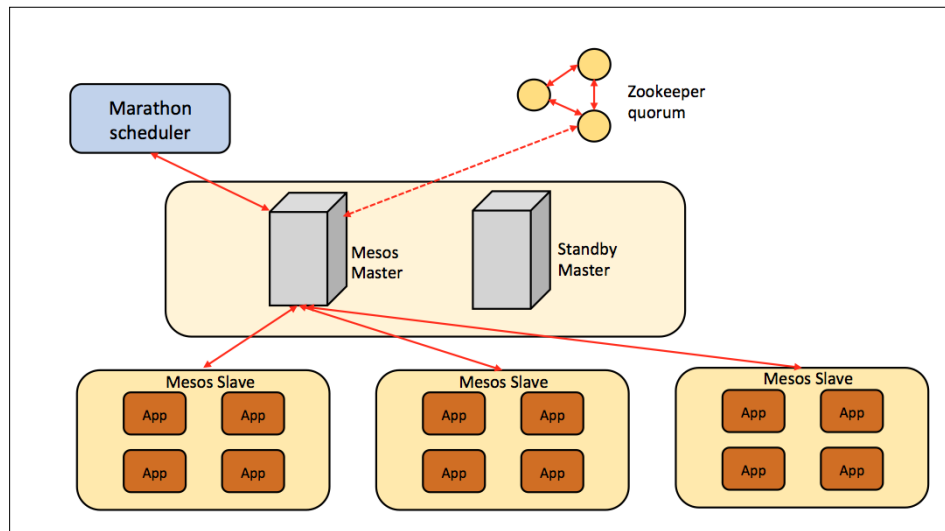 Marathon
scheduler
Zookeeper
quorum
Mesos
Master
Standby
Master
Mesos Slave
App
App
App
App
Mesos Slave
App
App
App
App
Mesos Slave
App
App
App
App